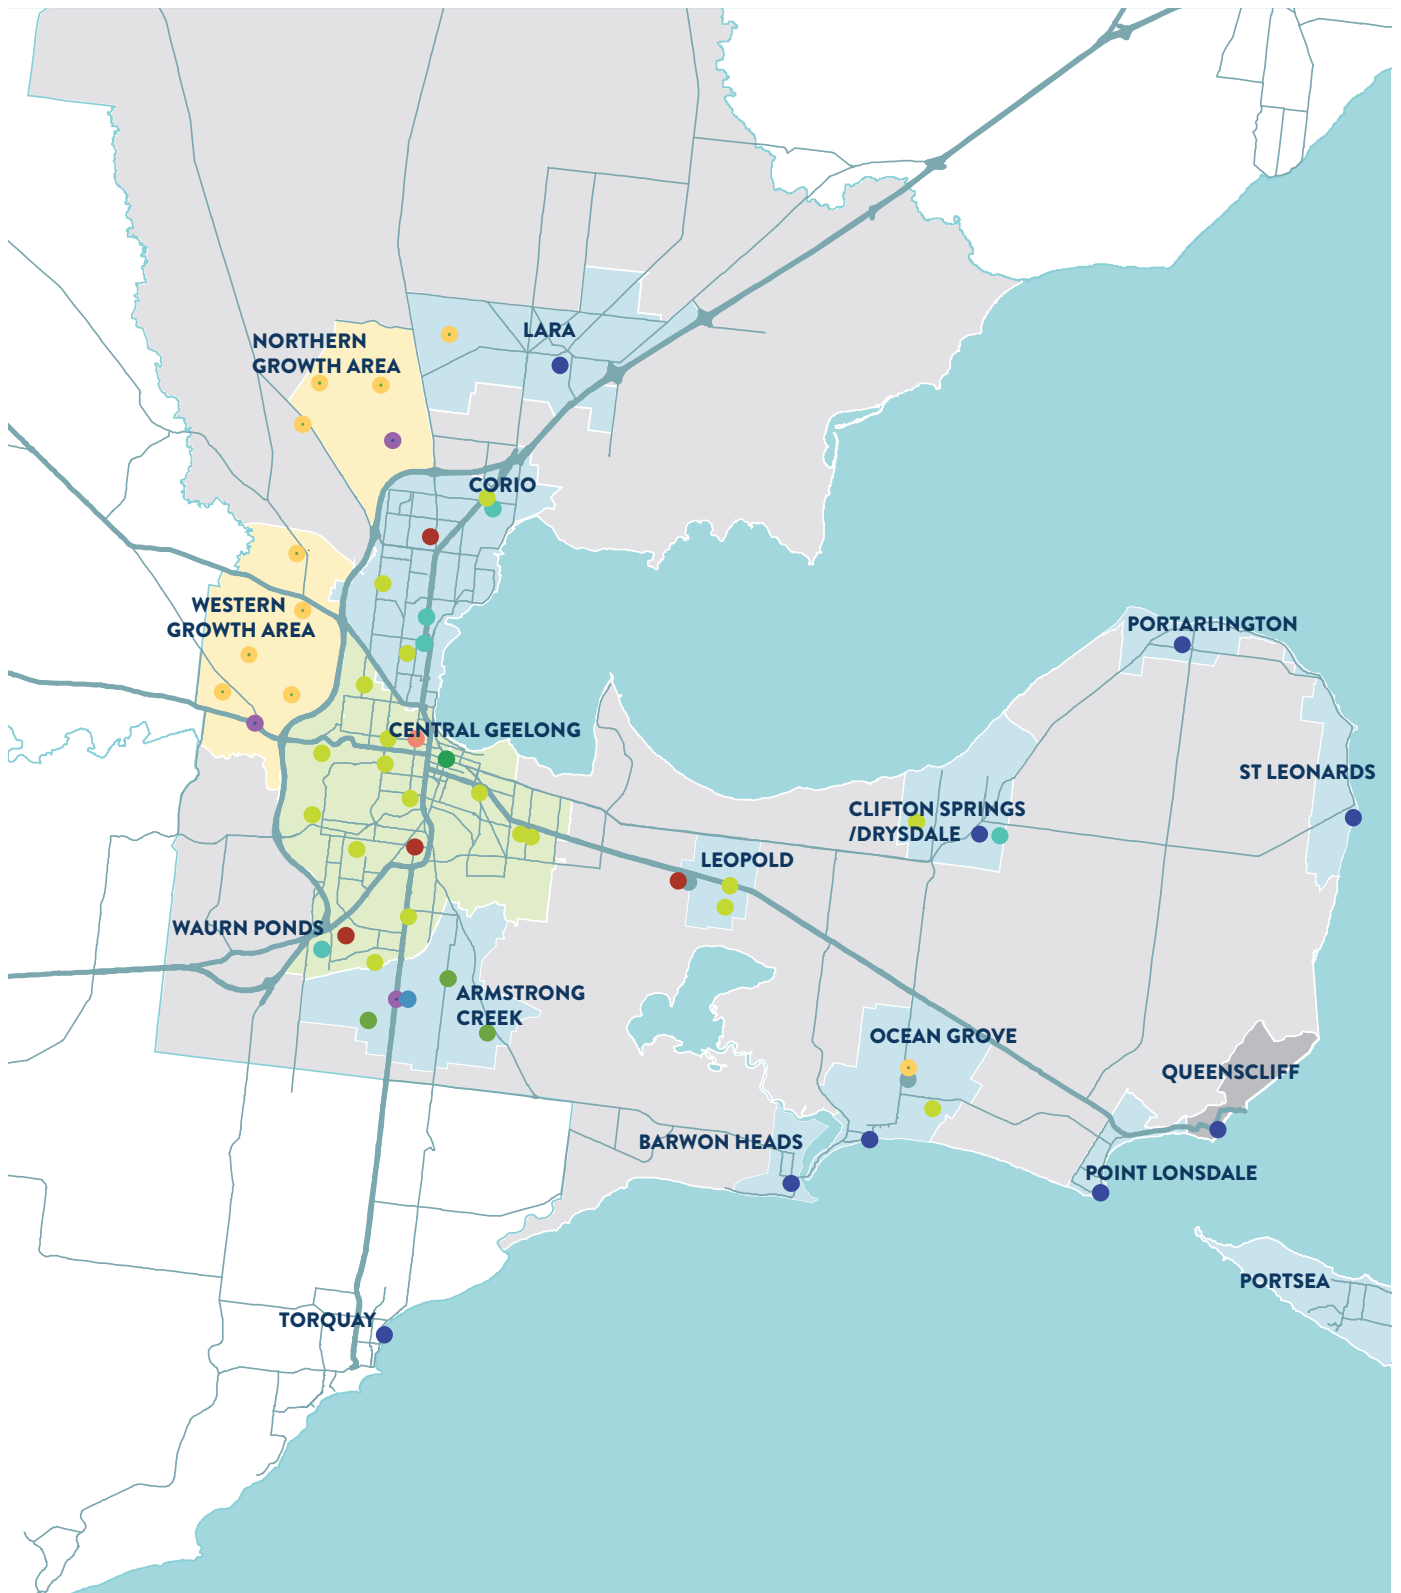 LARA
NORTHERN
GROWTH AREA
CORIO
WESTERN
GROWTH AREA
PORTARLINGTON
CENTRAL GEELONG
ST LEONARDS
CLIFTON SPRINGS
/DRYSDALE
LEOPOLD
WAURN PONDS
ARMSTRONG
CREEK
OCEAN GROVE
QUEENSCLIFF
BARWON HEADS
POINT LONSDALE
PORTSEA
TORQUAY